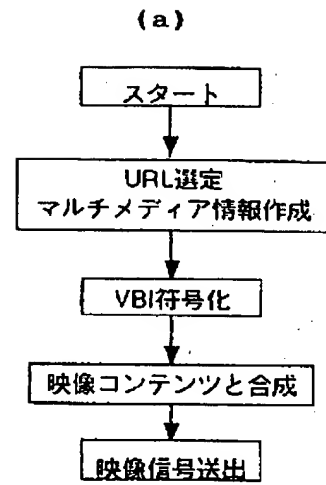 (a)
スタート
URL選定
マルチメディア情報作成
VBI符号化
映像コンテンツと合成
映像信号送出